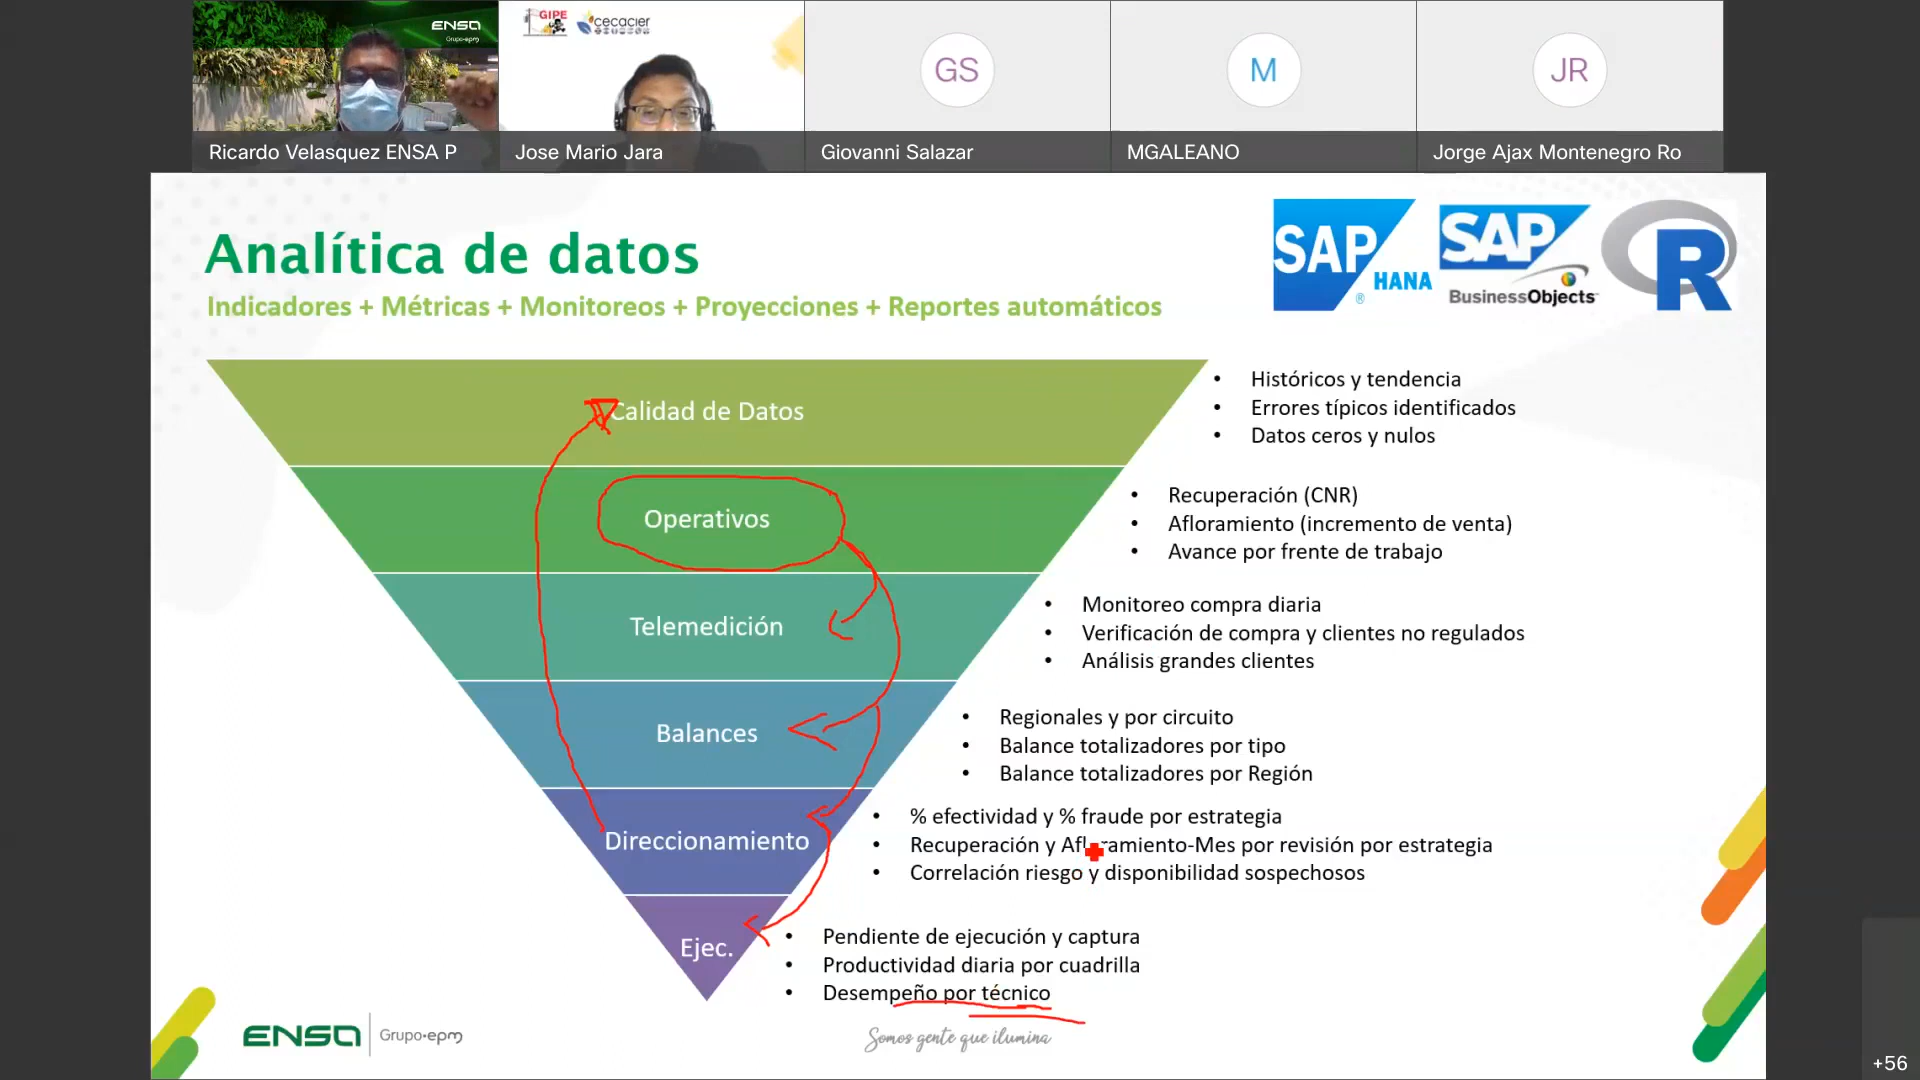 ENSA
Grupo·epm
GIPE
cecacier
GS
M
JR
Ricardo Velasquez ENSA P
Jose Mario Jara
Giovanni Salazar
MGALEANO
Jorge Ajax Montenegro Ro
Analítica de datos
Indicadores + Métricas + Monitoreos + Proyecciones + Reportes automáticos
SAP HANA
®
SAP BusinessObjects
R
Calidad de Datos
• Históricos y tendencia
• Errores típicos identificados
• Datos ceros y nulos
Operativos
• Recuperación (CNR)
• Afloramiento (incremento de venta)
• Avance por frente de trabajo
Telemedición
• Monitoreo compra diaria
• Verificación de compra y clientes no regulados
• Análisis grandes clientes
Balances
• Regionales y por circuito
• Balance totalizadores por tipo
• Balance totalizadores por Región
Direccionamiento
• % efectividad y % fraude por estrategia
• Recuperación y Afloramiento-Mes por revisión por estrategia
• Correlación riesgo y disponibilidad sospechosos
Ejec.
• Pendiente de ejecución y captura
• Productividad diaria por cuadrilla
• Desempeño por técnico
ENSA
Grupo·epm
Somos gente que ilumina
+56